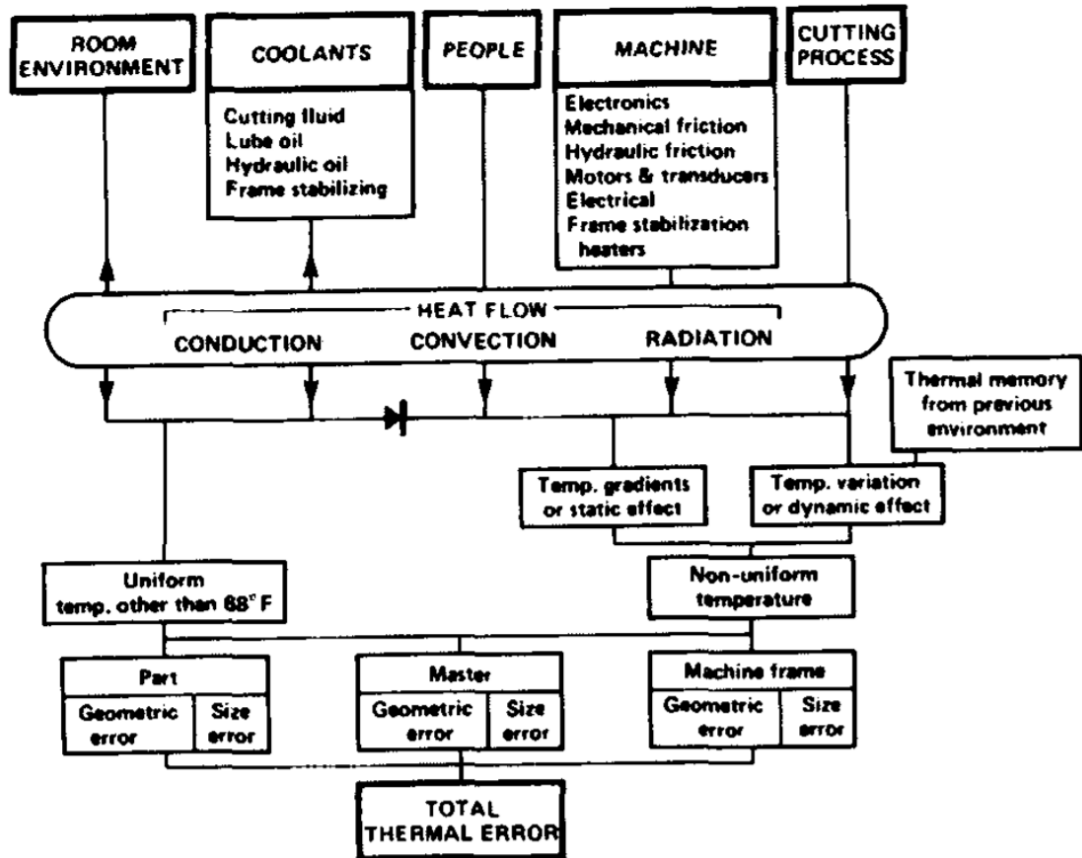 ROOM
ENVIRONMENT
COOLANTS
Cutting fluid
Lube oil
Hydraulic oil
Frame stabilizing
PEOPLE
MACHINE
Electronics
Mechanical friction
Hydraulic friction
Motors & transducers
Electrical
Frame stabilization
heaters
CUTTING
PROCESS
HEAT FLOW
CONDUCTION
CONVECTION
RADIATION
Thermal memory
from previous
environment
Temp. gradients
or static effect
Temp. variation
or dynamic effect
Uniform
temp. other than 68°F
Non-uniform
temperature
Part
Geometric
error
Size
error
Master
Geometric
error
Size
error
Machine frame
Geometric
error
Size
error
TOTAL
THERMAL ERROR